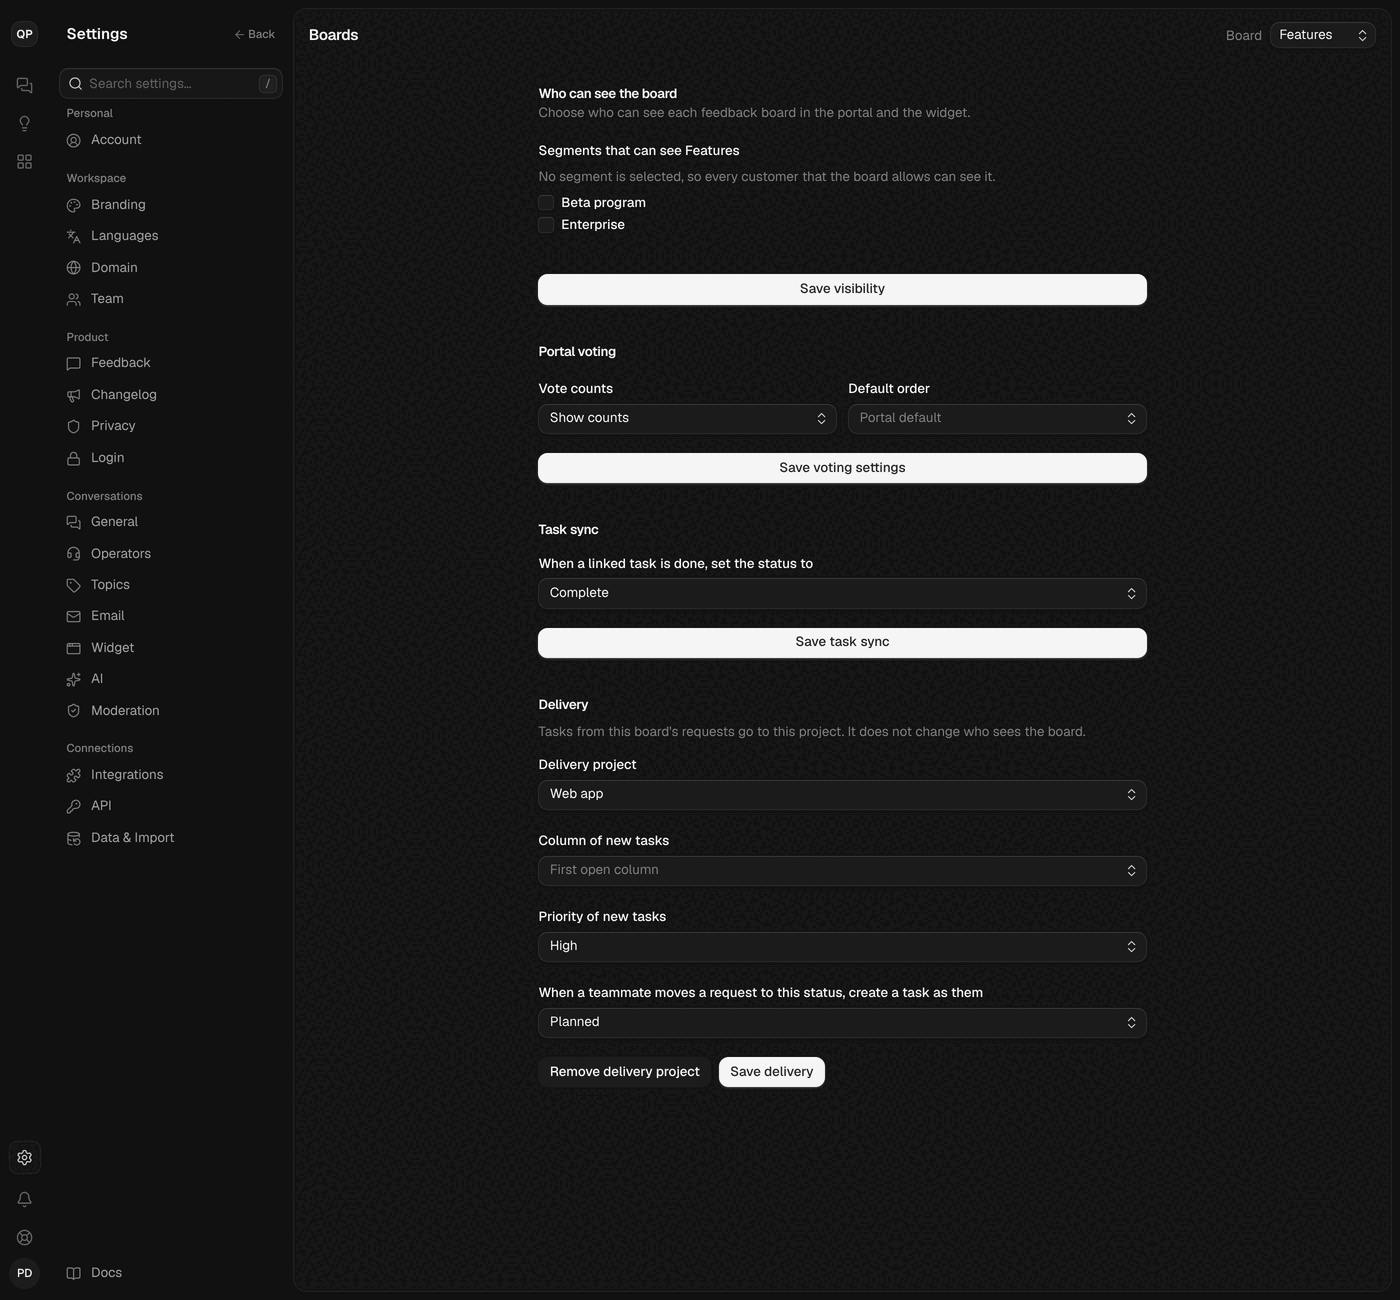 QP
Settings
Back
Search settings...
/
Personal
Account
Workspace
Branding
Languages
Domain
Team
Product
Feedback
Changelog
Privacy
Login
Conversations
General
Operators
Topics
Email
Widget
AI
Moderation
Connections
Integrations
API
Data & Import
PD
Docs
Boards
Board
Features
Who can see the board
Choose who can see each feedback board in the portal and the widget.
Segments that can see Features
No segment is selected, so every customer that the board allows can see it.
Beta program
Enterprise
Save visibility
Portal voting
Vote counts
Default order
Show counts
Portal default
Save voting settings
Task sync
When a linked task is done, set the status to
Complete
Save task sync
Delivery
Tasks from this board's requests go to this project. It does not change who sees the board.
Delivery project
Web app
Column of new tasks
First open column
Priority of new tasks
High
When a teammate moves a request to this status, create a task as them
Planned
Remove delivery project
Save delivery